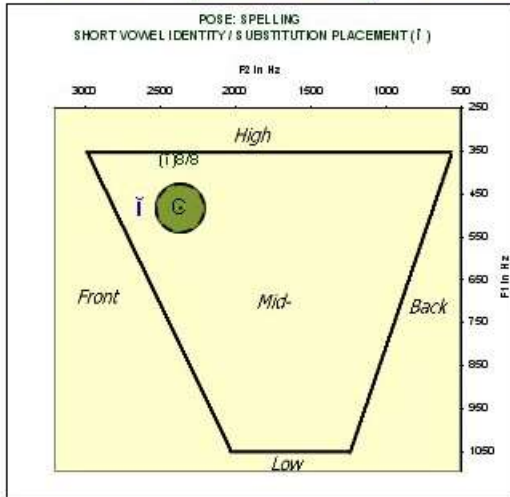 POSE: SPELLING
SHORT VOWEL IDENTITY / SUBSTITUTION PLACEMENT (ĭ)
F2 in Hz
3000 2500 2000 1500 1000 500
250
High
350
(ĭ)8/8
450
ĭ C
550
650
F1 in Hz
Front Mid- Back
750
850
950
1050
Low